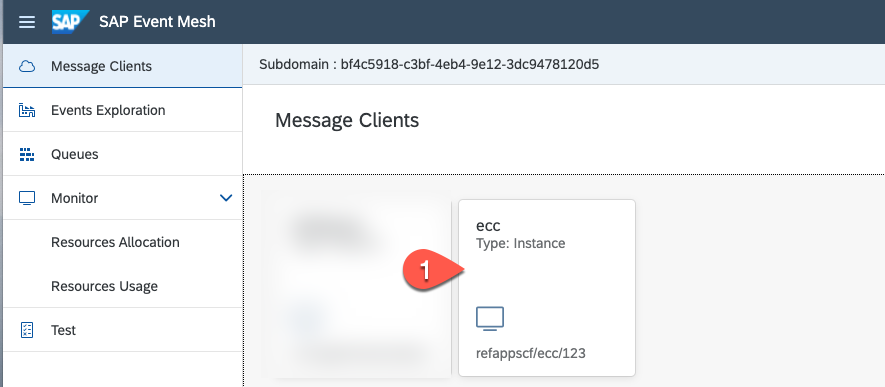 SAP SAP Event Mesh
Message Clients
Events Exploration
Queues
Monitor
Resources Allocation
Resources Usage
Test
Subdomain : bf4c5918-c3bf-4eb4-9e12-3dc9478120d5
Message Clients
1
ecc
Type: Instance
refappscf/ecc/123